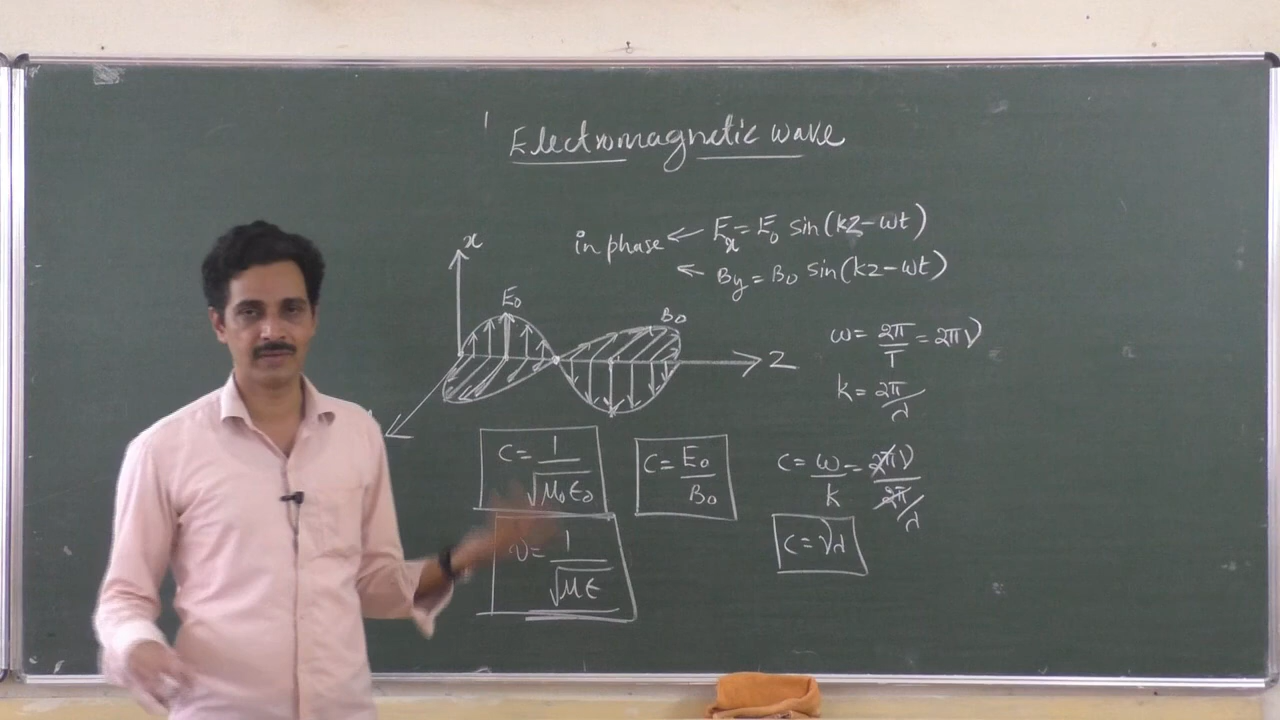 Electromagnetic wave
in phase ← Eₓ = E₀ sin(kz-ωt)
← By = B₀ sin(kz-ωt)
x
E₀
B₀
Z
ω = 2π/T = 2πν
k = 2π/λ
C = 1/√μ₀ε₀
C = E₀/B₀
C = ω/k = 2πν/2π/λ
v = 1/√με
C = νλ